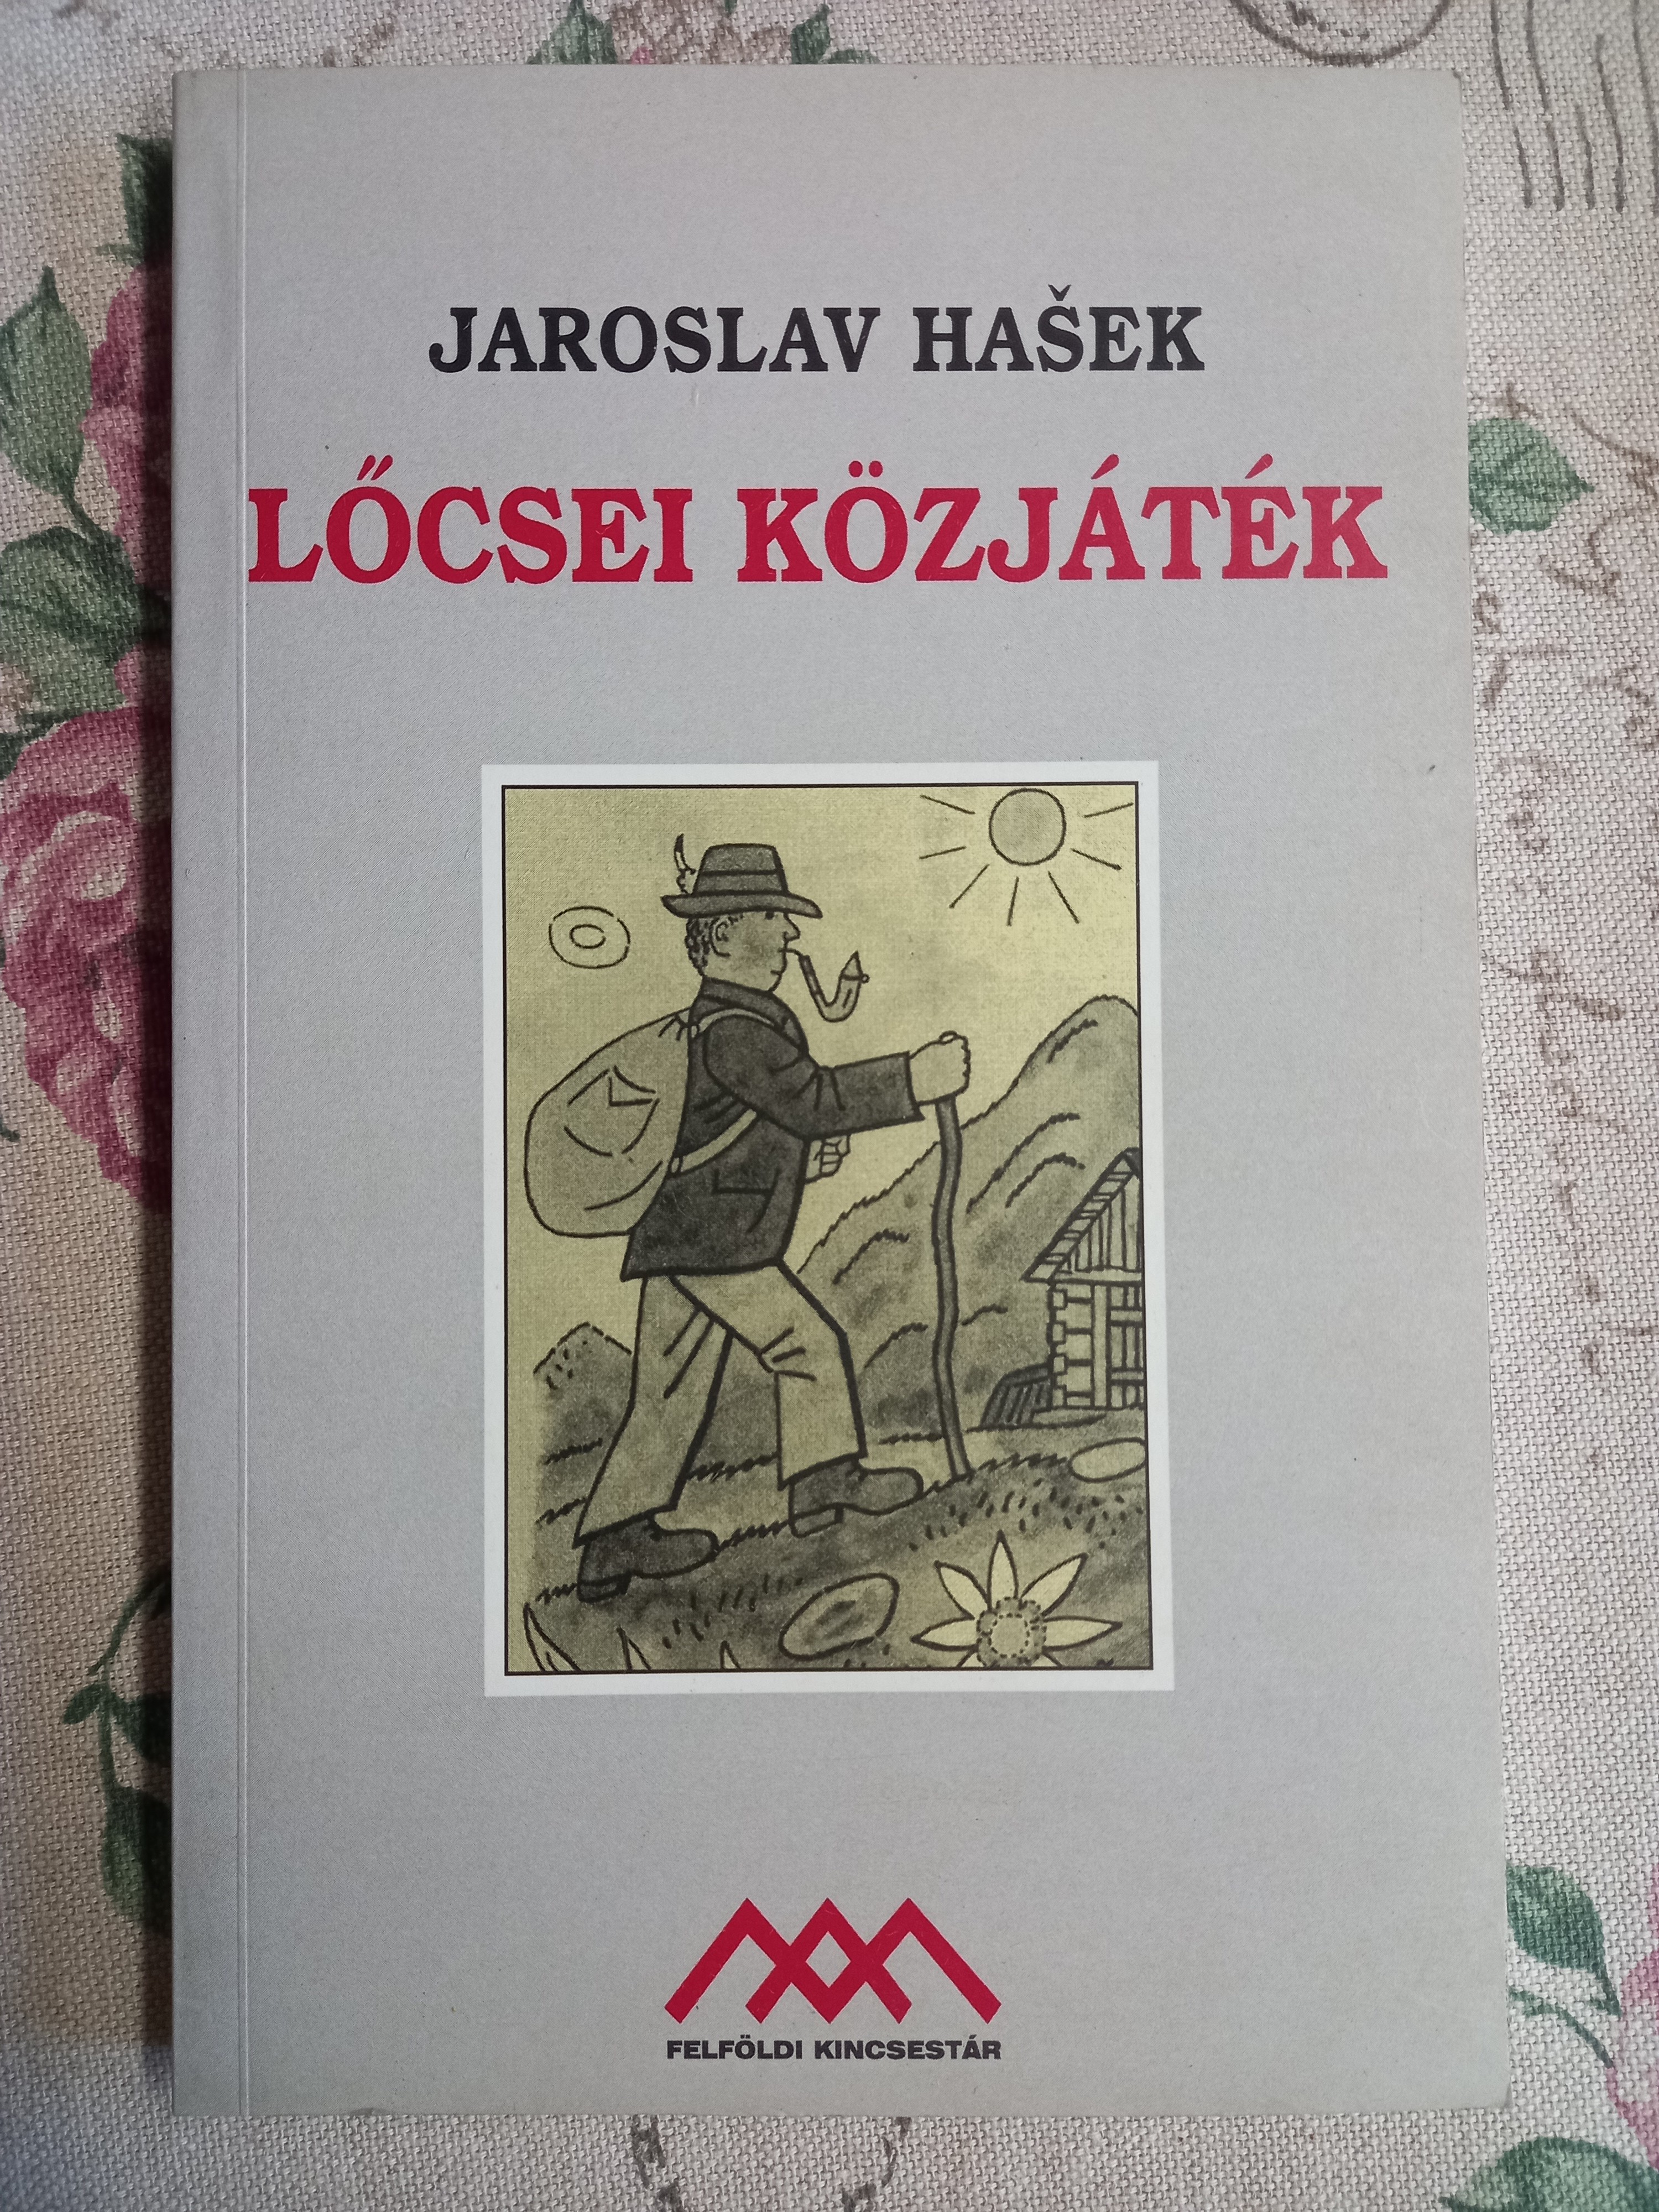 JAROSLAV HAŠEK
LŐCSEI KÖZJÁTÉK
FELFÖLDI KINCSESTÁR